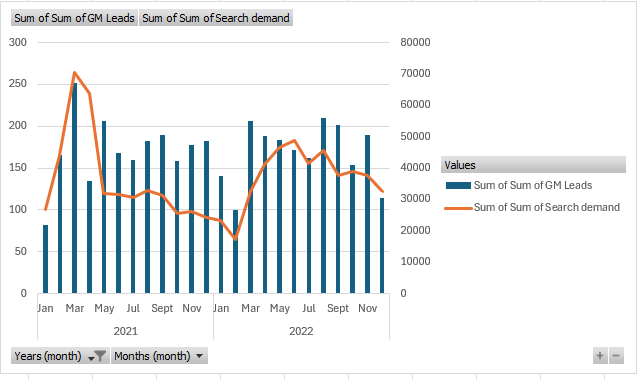 Sum of Sum of GM Leads Sum of Sum of Search demand
300 80000
250 70000
60000
200 50000
150 40000
100 30000
20000
50 10000
0 0
Jan Mar May Jul Sept Nov Jan Mar May Jul Sept Nov
2021 2022
Values
Sum of Sum of GM Leads
Sum of Sum of Search demand
Years (month) Months (month) + −